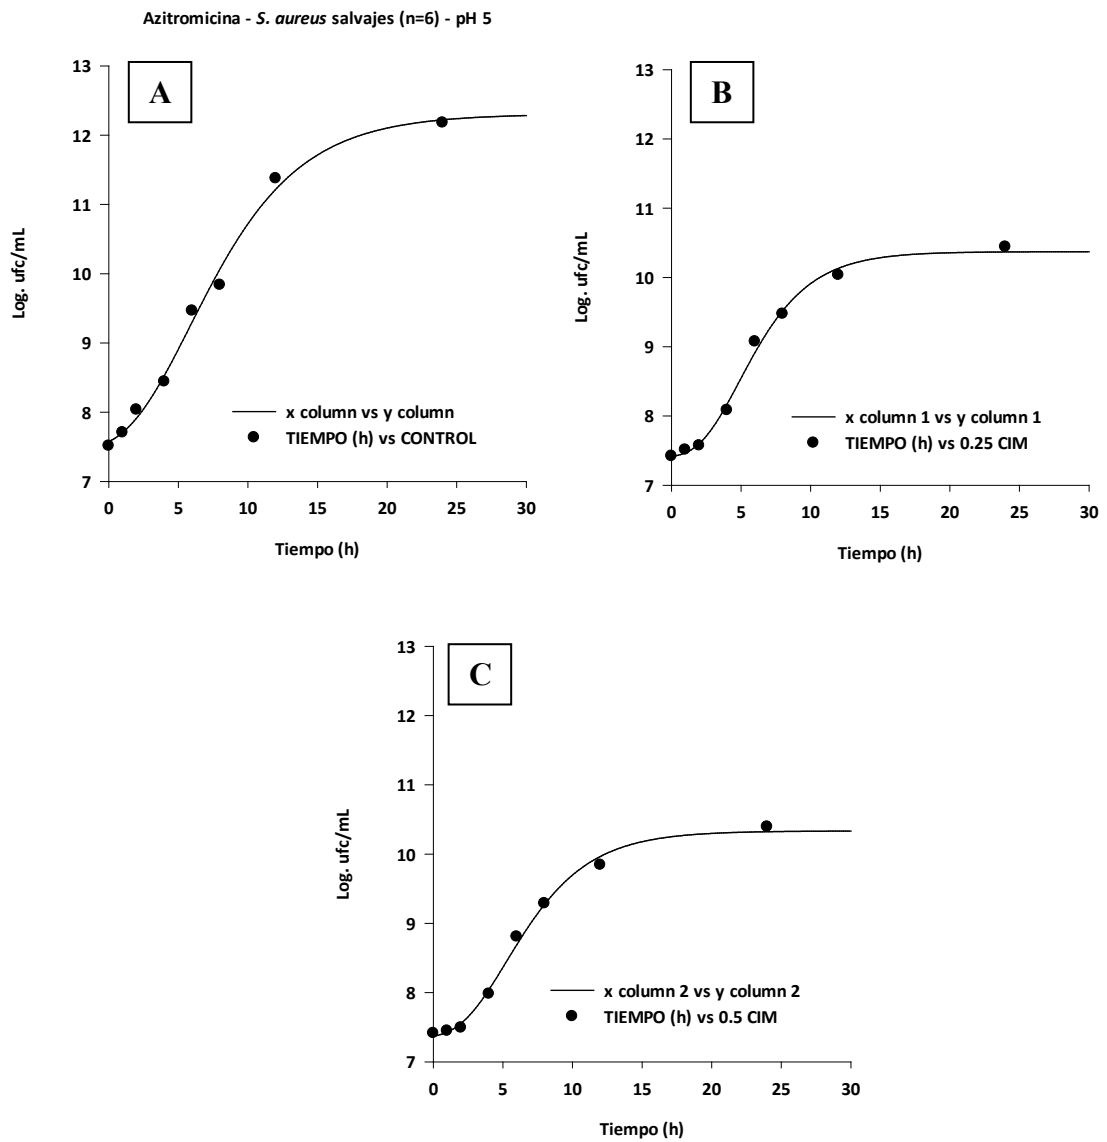 Azitromicina - S. aureus salvajes (n=6) - pH 5
A
13
12
11
10
9
8
7
Log. ufc/mL
x column vs y column
TIEMPO (h) vs CONTROL
0 5 10 15 20 25 30
Tiempo (h)
B
13
12
11
10
9
8
7
Log. ufc/mL
x column 1 vs y column 1
TIEMPO (h) vs 0.25 CIM
0 5 10 15 20 25 30
Tiempo (h)
C
13
12
11
10
9
8
7
Log. ufc/mL
x column 2 vs y column 2
TIEMPO (h) vs 0.5 CIM
0 5 10 15 20 25 30
Tiempo (h)